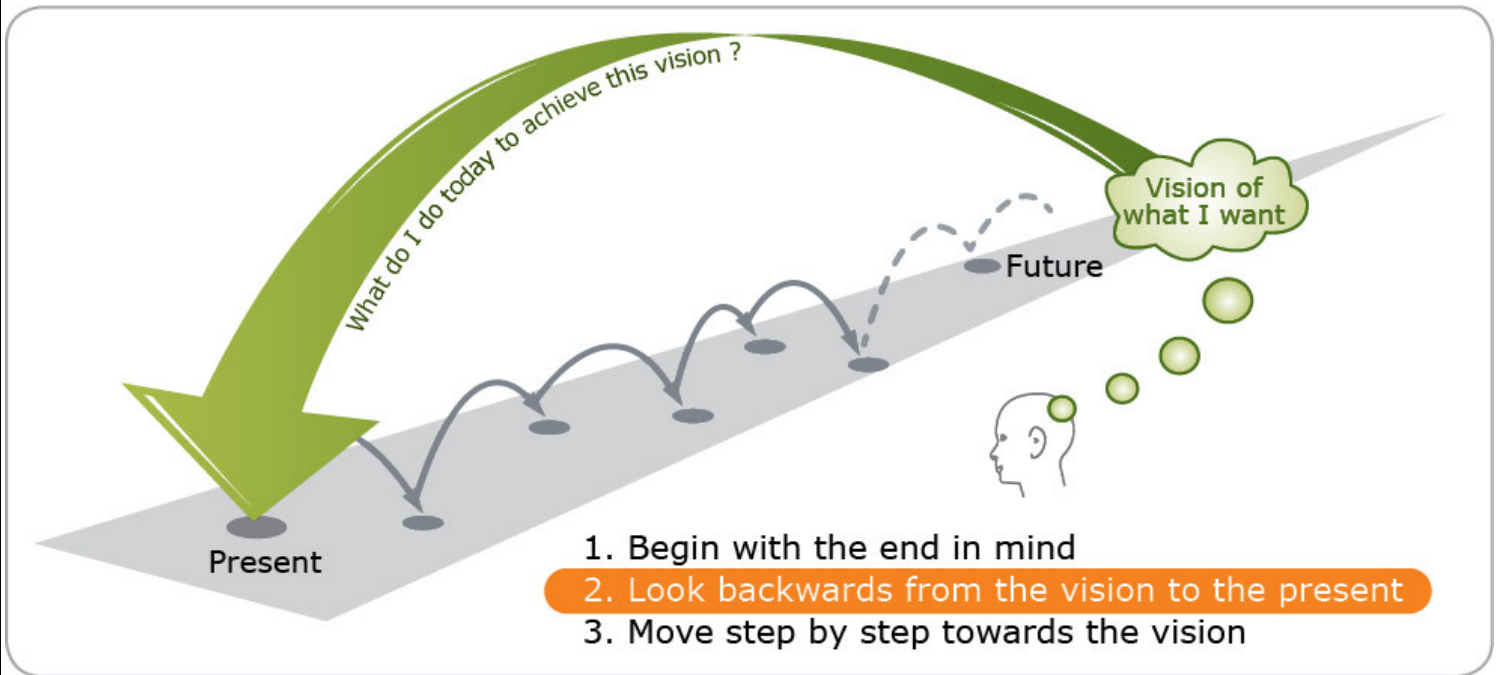 What do I do today to achieve this vision ?
Vision of
what I want
Future
Present
1. Begin with the end in mind
2. Look backwards from the vision to the present
3. Move step by step towards the vision